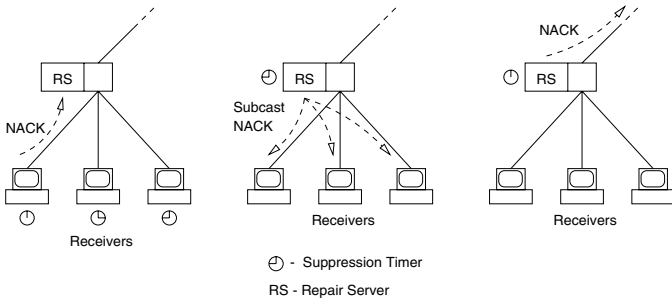 NACK
RS
RS
RS
NACK
Subcast
NACK
Receivers
Receivers
Receivers
- Suppression Timer
RS - Repair Server